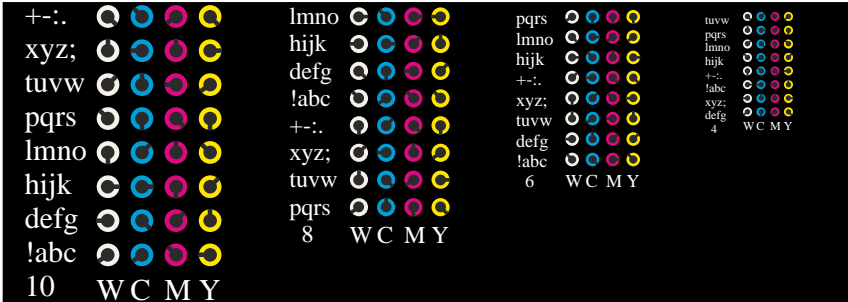 +-:.
xyz;
tuvw
pqrs
lmno
hijk
defg
!abc
10 W C M Y
lmno
hijk
defg
!abc
+-:.
xyz;
tuvw
pqrs
8 W C M Y
pqrs
lmno
hijk
+-:.
xyz;
tuvw
defg
!abc
6 W C M Y
tuvw
pqrs
lmno
hijk
+-:.
!abc
xyz;
defg
4 W C M Y